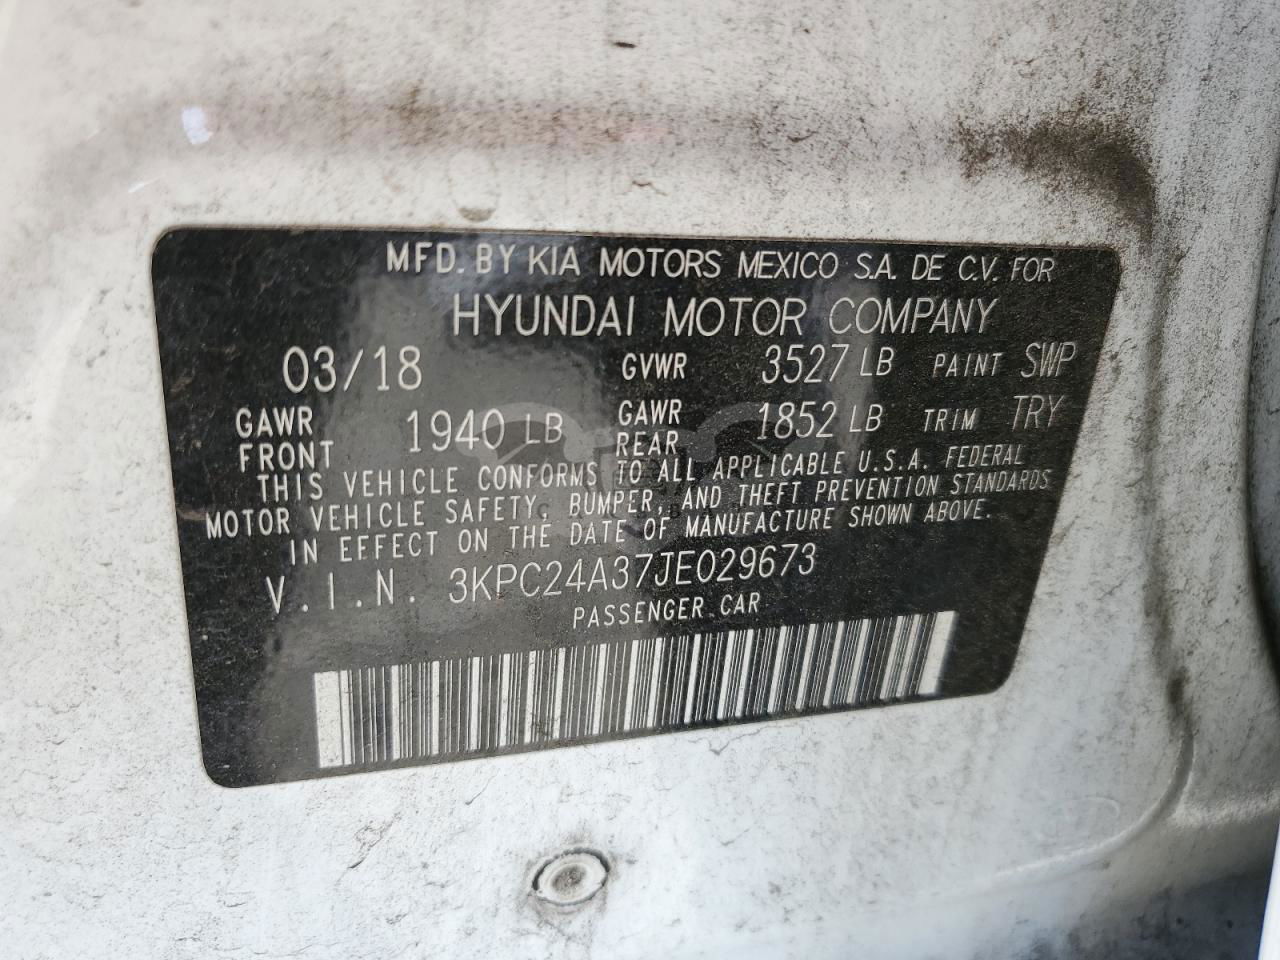 MFD. BY KIA MOTORS MEXICO S.A. DE C.V. FOR
HYUNDAI MOTOR COMPANY
03/18 GVWR 3527 LB PAINT SWP
GAWR FRONT 1940 LB GAWR REAR 1852 LB TRIM TRY
THIS VEHICLE CONFORMS TO ALL APPLICABLE U.S.A. FEDERAL
MOTOR VEHICLE SAFETY, BUMPER, AND THEFT PREVENTION STANDARDS
IN EFFECT ON THE DATE OF MANUFACTURE SHOWN ABOVE.
V.I.N. 3KPC24A37JE029673
PASSENGER CAR